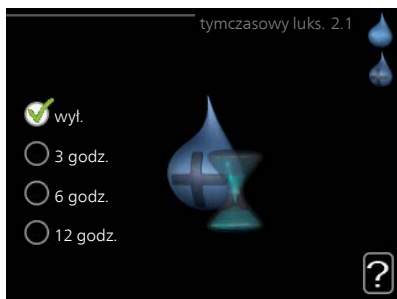 tymczasowy luks. 2.1
wył.
3 godz.
6 godz.
12 godz.
?